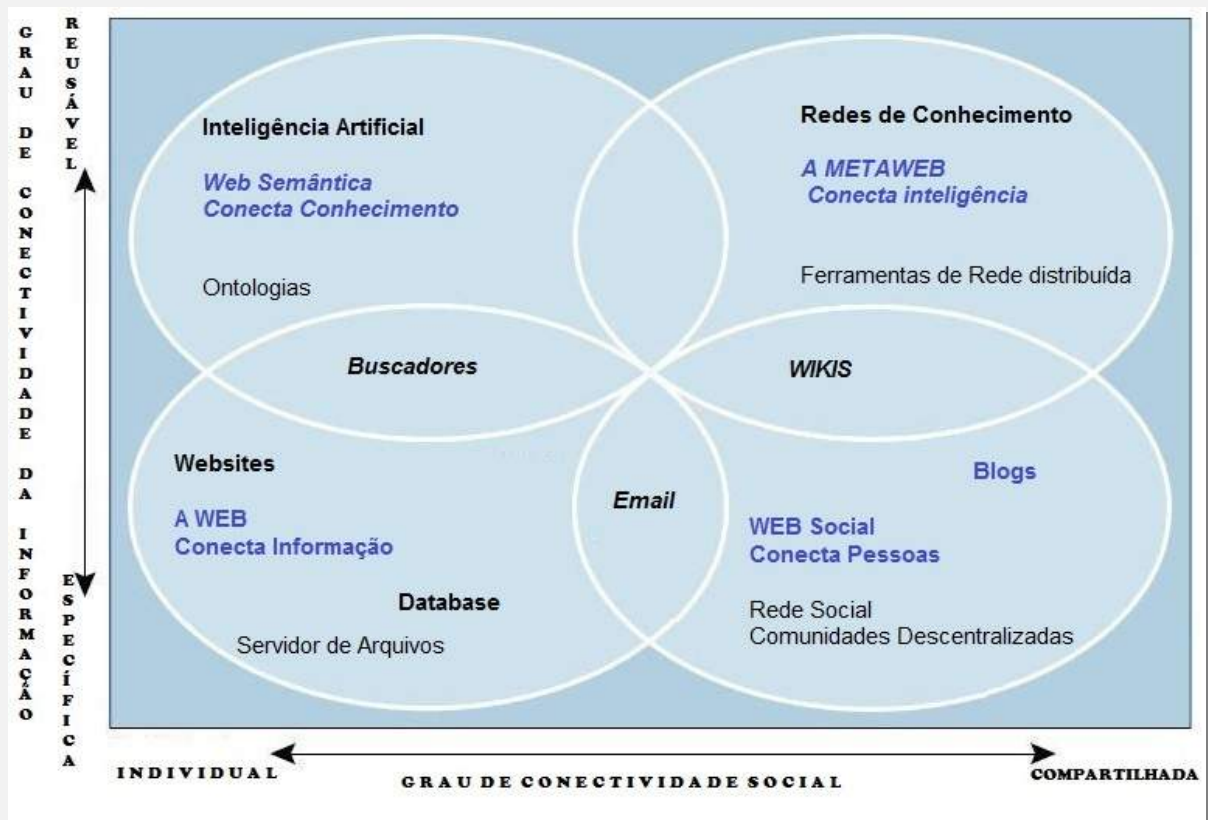 GRAU DE CONECTIVIDADE DA INFORMAÇÃO
REUSÁVEL
ESPECÍFICA
Inteligência Artificial
Web Semântica
Conecta Conhecimento
Ontologias
Redes de Conhecimento
A METAWEB
Conecta inteligência
Ferramentas de Rede distribuída
Buscadores
WIKIS
Websites
A WEB
Conecta Informação
Database
Servidor de Arquivos
Email
Blogs
WEB Social
Conecta Pessoas
Rede Social
Comunidades Descentralizadas
INDIVIDUAL
GRAU DE CONECTIVIDADE SOCIAL
COMPARTILHADA